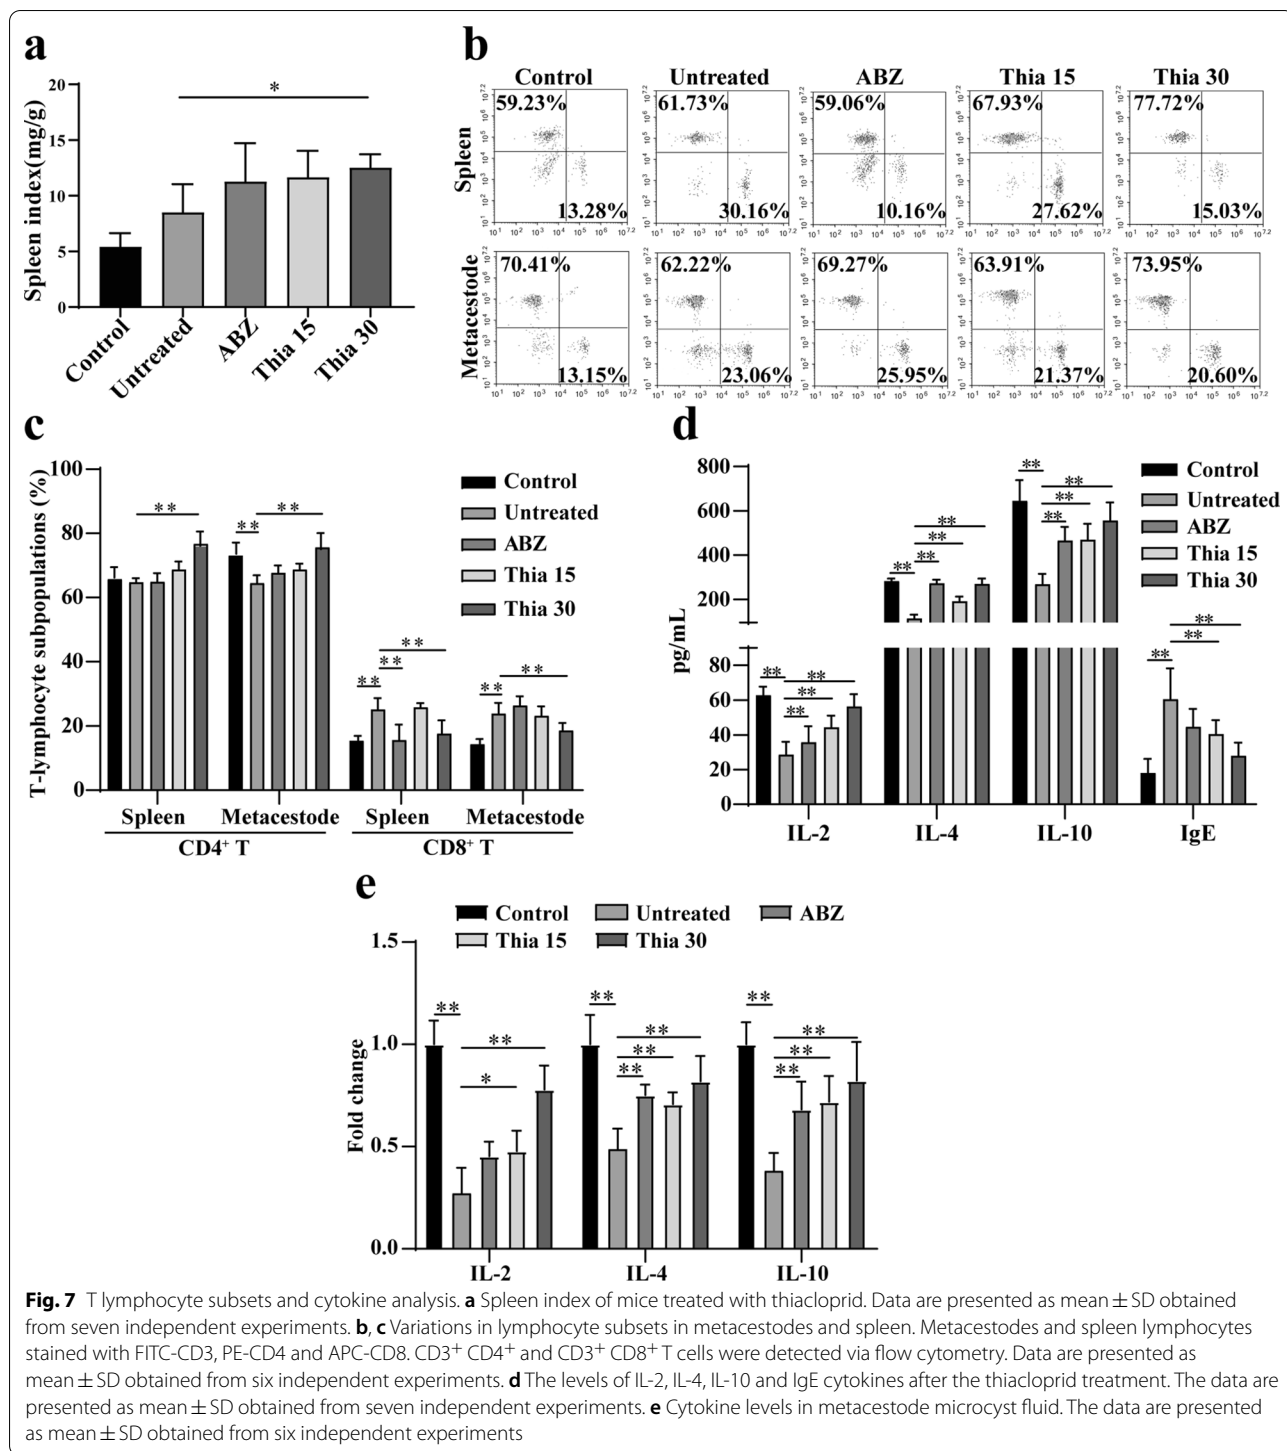 a
Spleen index(mg/g)
20
15
10
5
0
*
Control
Untreated
ABZ
Thia 15
Thia 30
b
Control Untreated ABZ Thia 15 Thia 30
Spleen
59.23% 61.73% 59.06% 67.93% 77.72%
13.28% 30.16% 10.16% 27.62% 15.03%
Metacestode
70.41% 62.22% 69.27% 63.91% 73.95%
13.15% 23.06% 25.95% 21.37% 20.60%
c
T-lymphocyte subpopulations (%)
100
80
60
40
20
0
** ** **
** ** ** ** **
Control
Untreated
ABZ
Thia 15
Thia 30
Spleen Metacestode Spleen Metacestode
CD4+ T CD8+ T
d
pg/mL
800
600
400
200
80
60
40
20
0
** ** ** **
** ** ** **
** ** ** **
** ** **
Control
Untreated
ABZ
Thia 15
Thia 30
IL-2 IL-4 IL-10 IgE
e
Control Untreated ABZ
Thia 15 Thia 30
Fold change
1.5
1.0
0.5
0.0
** ** *
** ** ** **
** ** ** **
IL-2 IL-4 IL-10
Fig. 7 T lymphocyte subsets and cytokine analysis. a Spleen index of mice treated with thiacloprid. Data are presented as mean ± SD obtained
from seven independent experiments. b, c Variations in lymphocyte subsets in metacestodes and spleen. Metacestodes and spleen lymphocytes
stained with FITC-CD3, PE-CD4 and APC-CD8. CD3+ CD4+ and CD3+ CD8+ T cells were detected via flow cytometry. Data are presented as
mean ± SD obtained from six independent experiments. d The levels of IL-2, IL-4, IL-10 and IgE cytokines after the thiacloprid treatment. The data are
presented as mean ± SD obtained from seven independent experiments. e Cytokine levels in metacestode microcyst fluid. The data are presented
as mean ± SD obtained from six independent experiments